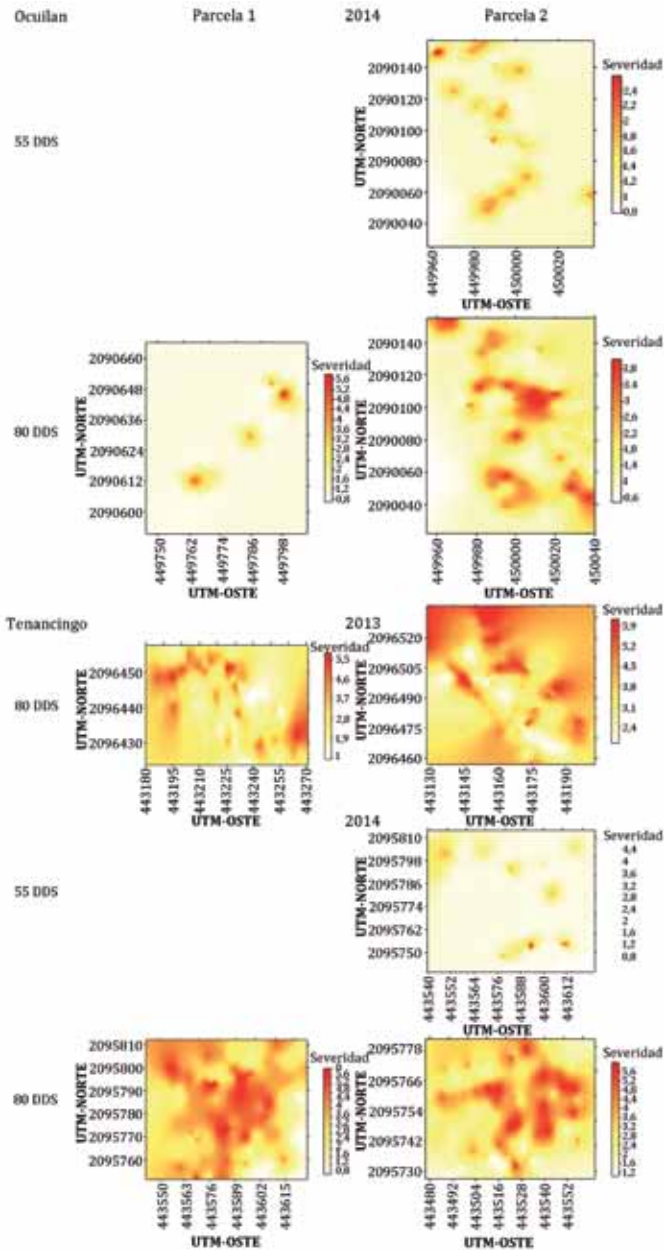 Ocuilan Parcela 1 2014 Parcela 2
55 DDS
Severidad
2,4
2,2
2
1,8
1,6
1,4
1,2
1
0,8
UTM-NORTE
2090140
2090120
2090100
2090080
2090060
2090040
449960 449980 450000 450020
UTM-OSTE
80 DDS
UTM-NORTE
2090660
2090648
2090636
2090624
2090612
2090600
449750 449762 449774 449786 449798
UTM-OSTE
Severidad
5,6
5,2
4,8
4,4
4
3,6
3,2
2,8
2,4
2
1,6
1,2
0,8
UTM-NORTE
2090140
2090120
2090100
2090080
2090060
2090040
449960 449980 450000 450020 450040
UTM-OSTE
Severidad
3,8
3,4
3
2,6
2,2
1,8
1,4
1
0,6
Tenancingo 2013
80 DDS
UTM-NORTE
2096450
2096440
2096430
443180 443195 443210 443225 443240 443255 443270
UTM-OSTE
Severidad
5,5
4,6
3,7
2,8
1,9
1
UTM-NORTE
2096520
2096505
2096490
2096475
2096460
443130 443145 443160 443175 443190
UTM-OSTE
Severidad
5,9
5,2
4,5
3,8
3,1
2,4
2014
55 DDS
UTM-NORTE
2095810
2095798
2095786
2095774
2095762
2095750
443540 443552 443564 443576 443588 443600 443612
UTM-OSTE
Severidad
4,4
4
3,6
3,2
2,8
2,4
2
1,6
1,2
0,8
80 DDS
UTM-NORTE
2095810
2095800
2095790
2095780
2095770
2095760
443550 443563 443576 443589 443602 443615
UTM-OSTE
Severidad
UTM-NORTE
2095778
2095766
2095754
2095742
2095730
443480 443492 443504 443516 443528 443540 443552
UTM-OSTE
Severidad
5,6
5,2
4,8
4,4
4
3,6
3,2
2,8
2,4
2
1,6
1,2